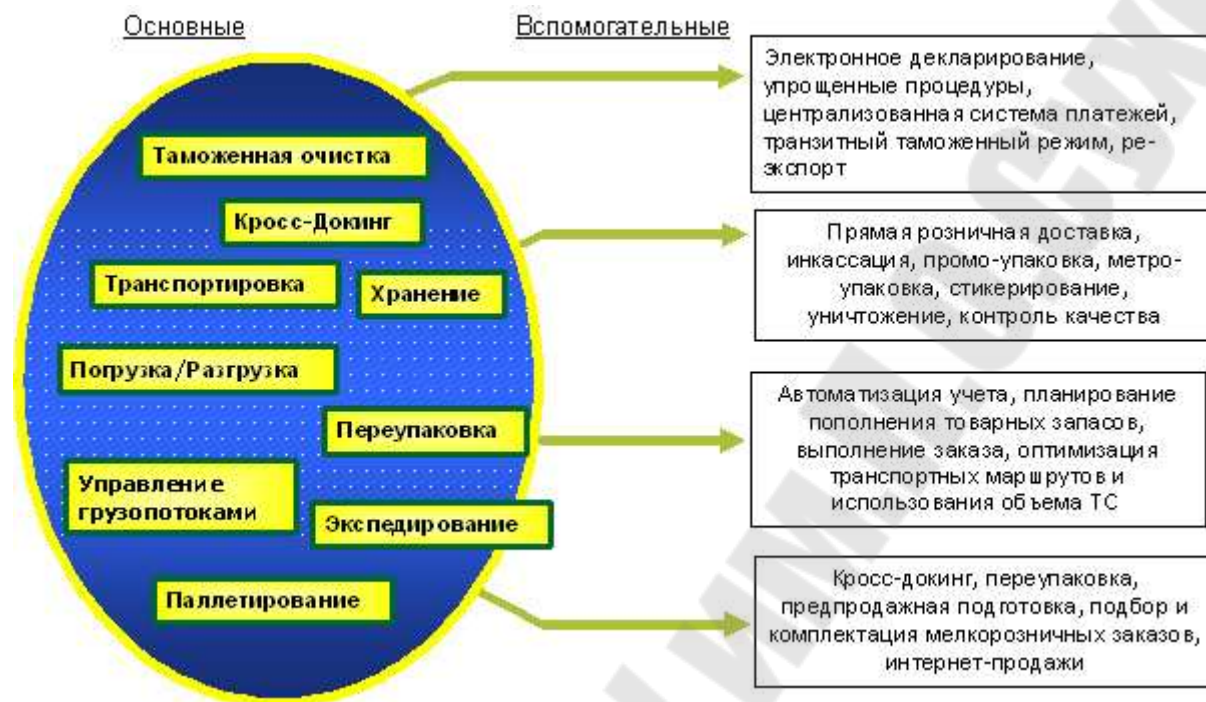 Основные
Вспомогательные
Таможенная очистка
Кросс-Докинг
Транспортировка
Хранение
Погрузка/Разгрузка
Переупаковка
Управление
грузопотоками
Экспедирование
Паллетирование
Электронное декларирование,
упрощенные процедуры,
централизованная система платежей,
транзитный таможенный режим, ре-
экспорт
Прямая розничная доставка,
инкассация, промо-упаковка, метро-
упаковка, стикерирование,
уничтожение, контроль качества
Автоматизация учета, планирование
пополнения товарных запасов,
выполнение заказа, оптимизация
транспортных маршрутов и
использования объема ТС
Кросс-докинг, переупаковка,
предпродажная подготовка, подбор и
комплектация мелкорозничных заказов,
интернет-продажи